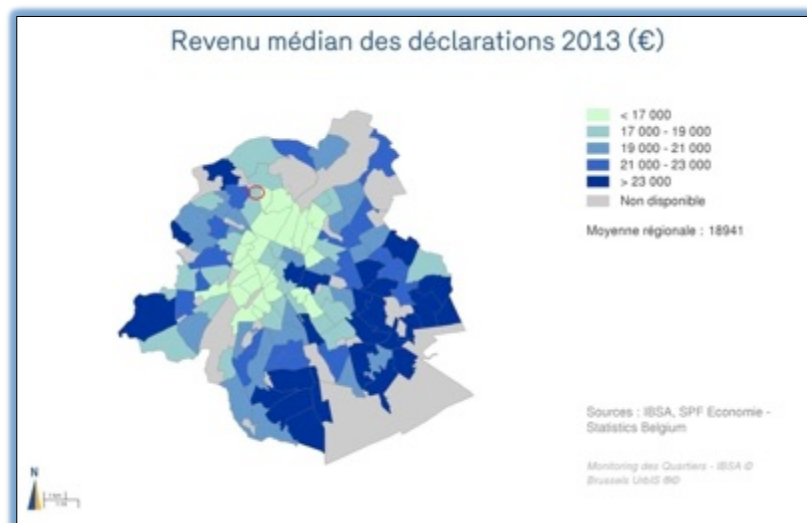 Revenu médian des déclarations 2013 (€)
< 17 000
17 000 - 19 000
19 000 - 21 000
21 000 - 23 000
> 23 000
Non disponible
Moyenne régionale : 18941
Sources : IBSA, SPF Economie -
Statistics Belgium
Monitoring des Quartiers - IBSA ©
Brussels UrbIS ®©
N